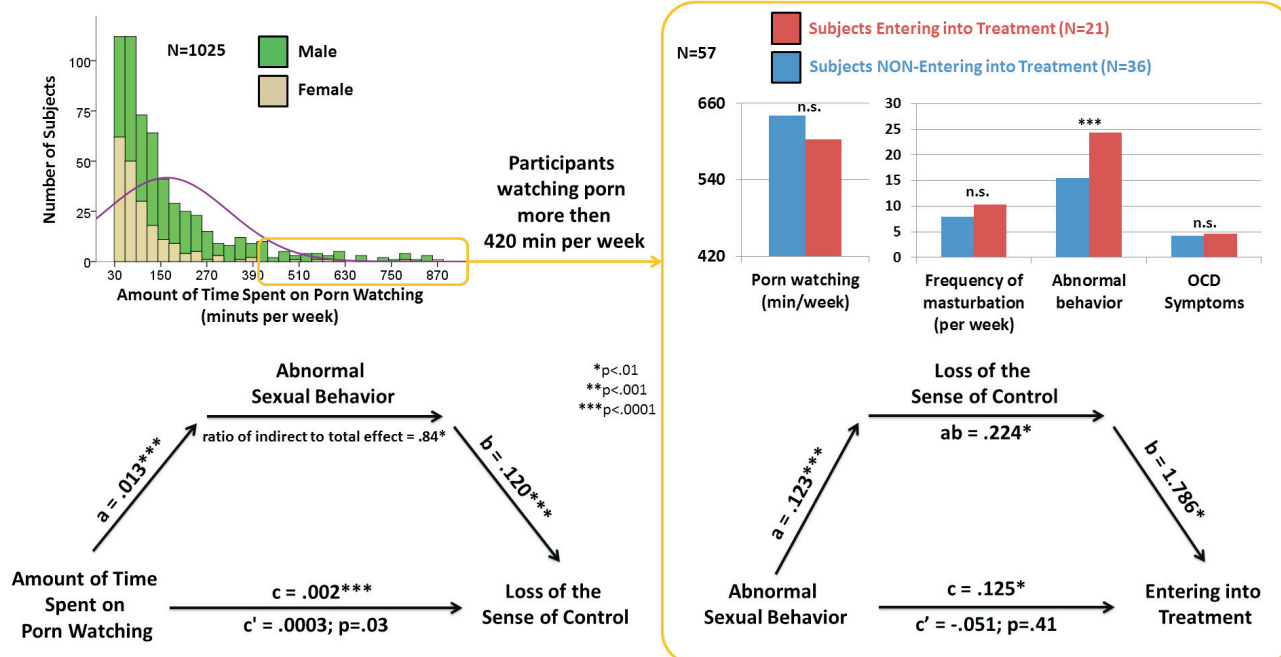 N=1025
Male
Female
Number of Subjects
100
75
50
25
0
30 150 270 390 510 630 750 870
Amount of Time Spent on Porn Watching
(minuts per week)
Participants
watching porn
more then
420 min per week
N=57
Subjects Entering into Treatment (N=21)
Subjects NON-Entering into Treatment (N=36)
660
540
420
n.s.
Porn watching
(min/week)
30
25
20
15
10
5
0
n.s.
***
n.s.
Frequency of
masturbation
(per week)
Abnormal
behavior
OCD
Symptoms
Abnormal
Sexual Behavior
ratio of indirect to total effect = .84*
a = .013***
b = .120***
Amount of Time
Spent on
Porn Watching
c = .002***
c' = .0003; p=.03
Loss of the
Sense of Control
*p<.01
**p<.001
***p<.0001
Loss of the
Sense of Control
ab = .224*
a = .123***
b = 1.786*
Abnormal
Sexual Behavior
c = .125*
c’ = -.051; p=.41
Entering into
Treatment